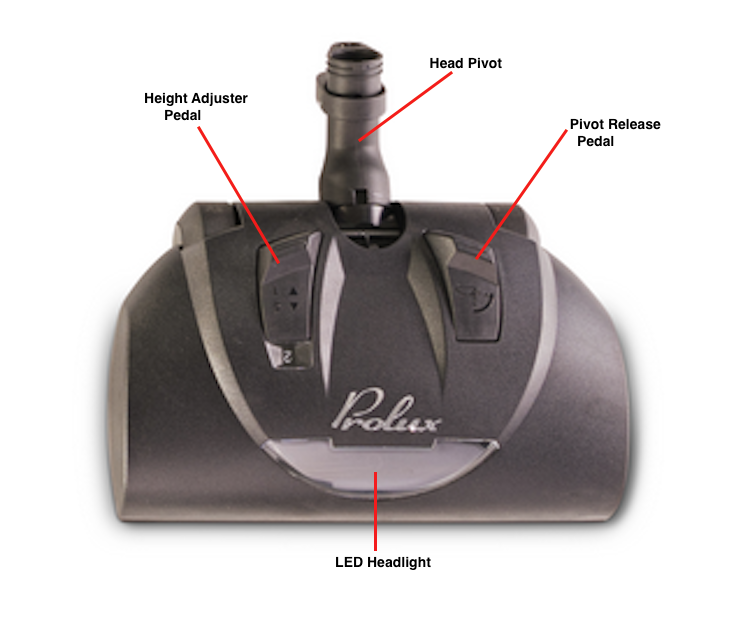 Head Pivot
Height Adjuster
Pedal
Pivot Release
Pedal
Prolux
LED Headlight